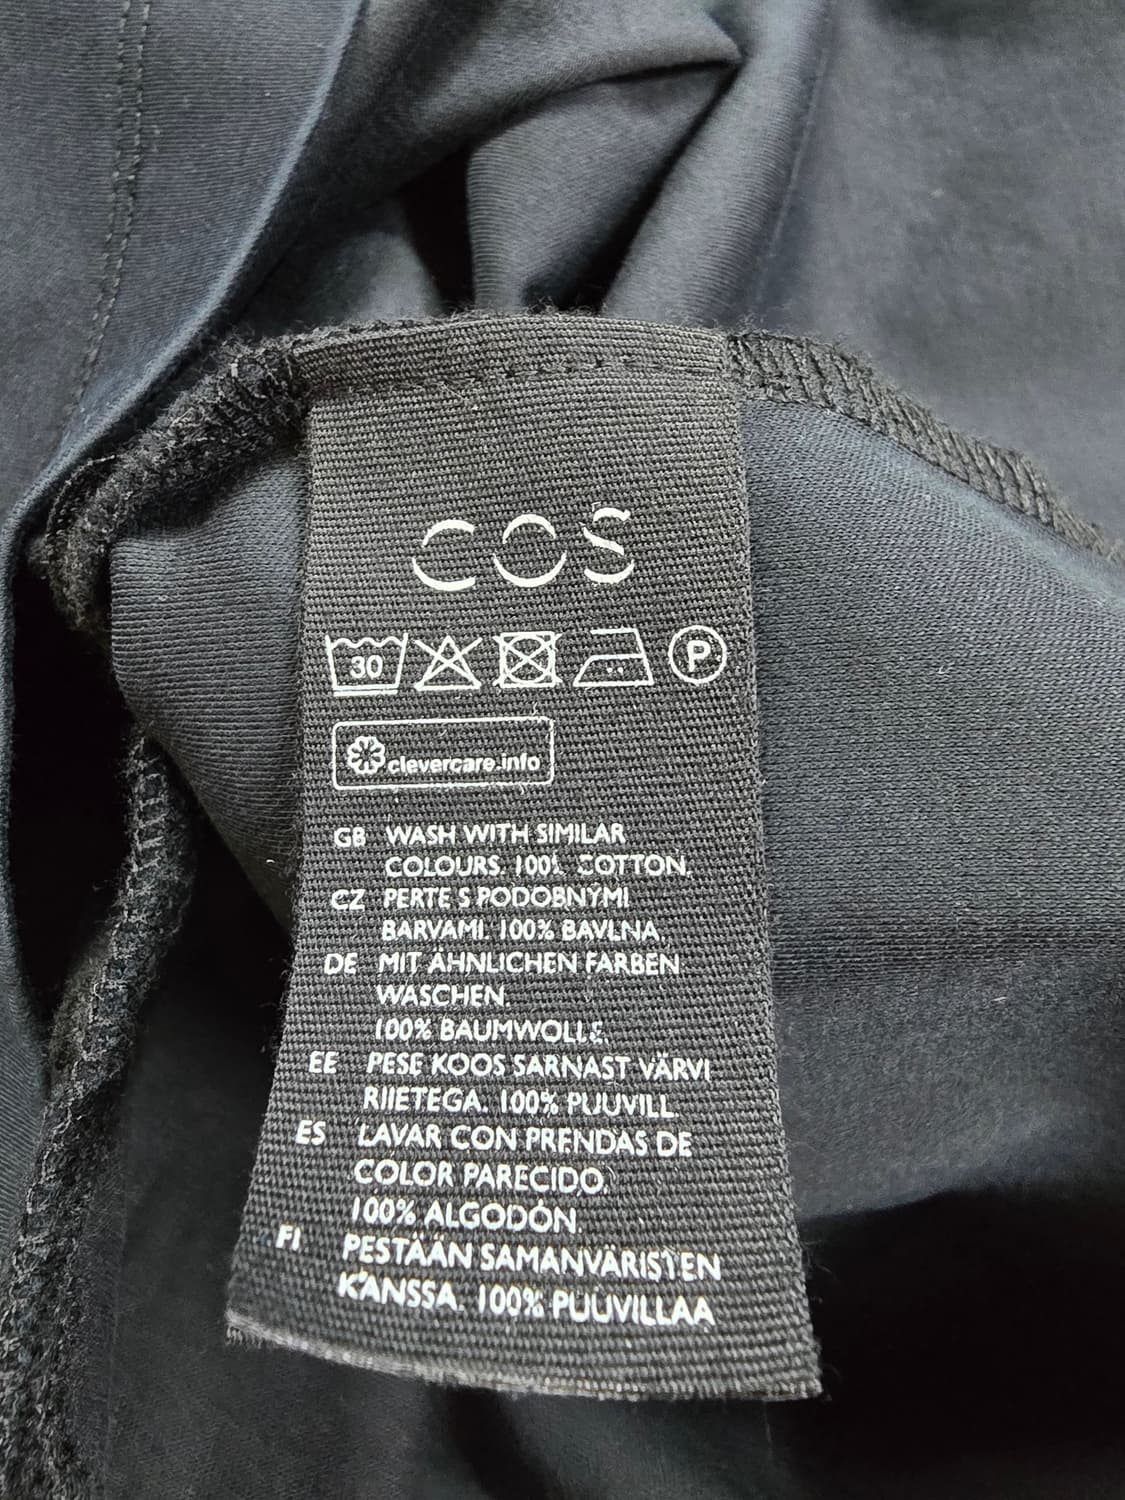 COS
30 P
clevercare.info
GB WASH WITH SIMILAR
COLOURS. 100% COTTON.
CZ PERTE S PODOBNÝMI
BARVAMI. 100% BAVLNA.
DE MIT ÄHNLICHEN FARBEN
WASCHEN.
100% BAUMWOLLE.
EE PESE KOOS SARNAST VÄRVI
RIIETEGA. 100% PUUVILL.
ES LAVAR CON PRENDAS DE
COLOR PARECIDO.
100% ALGODÓN.
FI PESTÄÄN SAMANVÄRISTEN
KANSSA. 100% PUUVILLAA